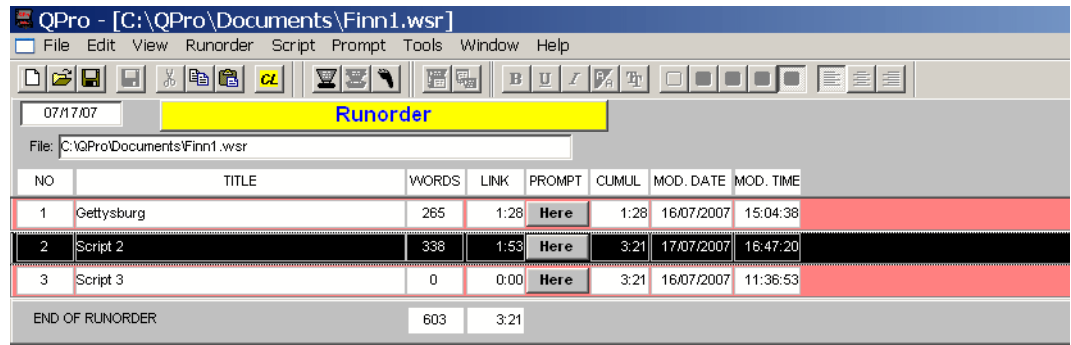 QPro - [C:\QPro\Documents\Finn1.wsr]
File Edit View Runorder Script Prompt Tools Window Help
CL B U I
07/17/07 Runorder
File: C:\QPro\Documents\Finn1.wsr
NO TITLE WORDS LINK PROMPT CUMUL MOD. DATE MOD. TIME
1 Gettysburg 265 1:28 Here 1:28 16/07/2007 15:04:38
2 Script 2 338 1:53 Here 3:21 17/07/2007 16:47:20
3 Script 3 0 0:00 Here 3:21 16/07/2007 11:36:53
END OF RUNORDER 603 3:21